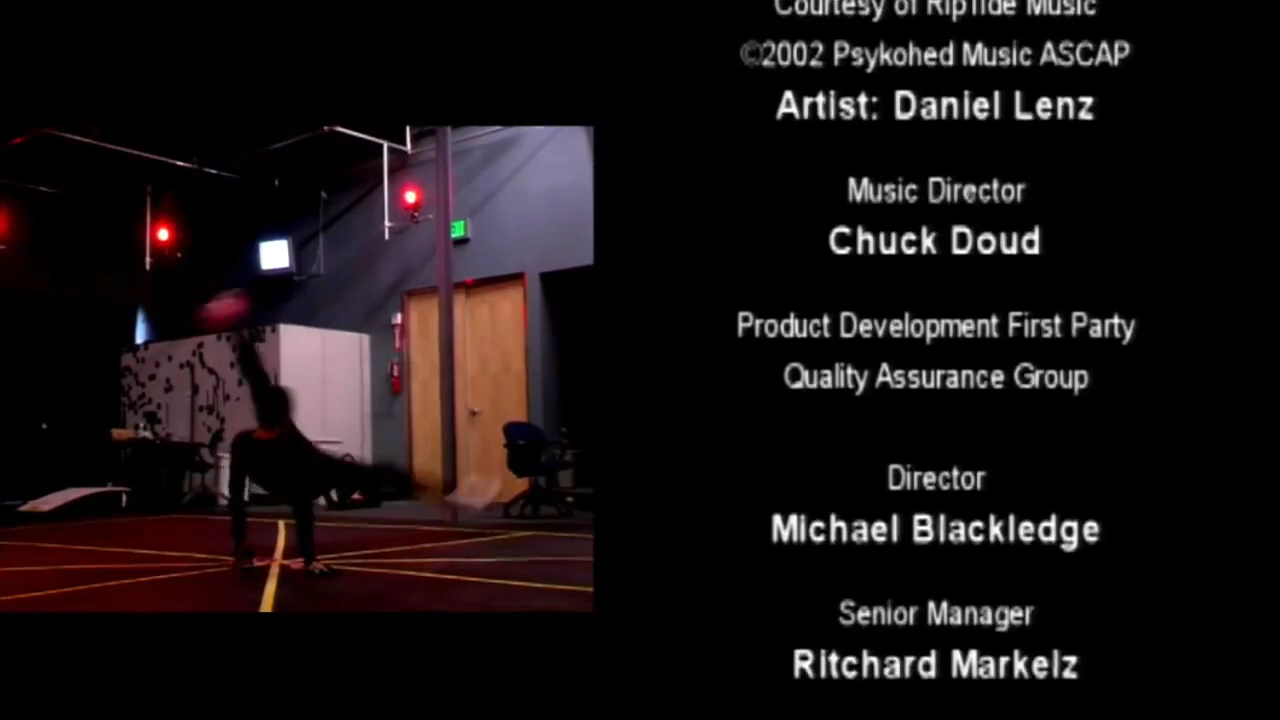 Courtesy of RipTide Music
©2002 Psykohed Music ASCAP
Artist: Daniel Lenz
Music Director
Chuck Doud
Product Development First Party
Quality Assurance Group
Director
Michael Blackledge
Senior Manager
Ritchard Markelz